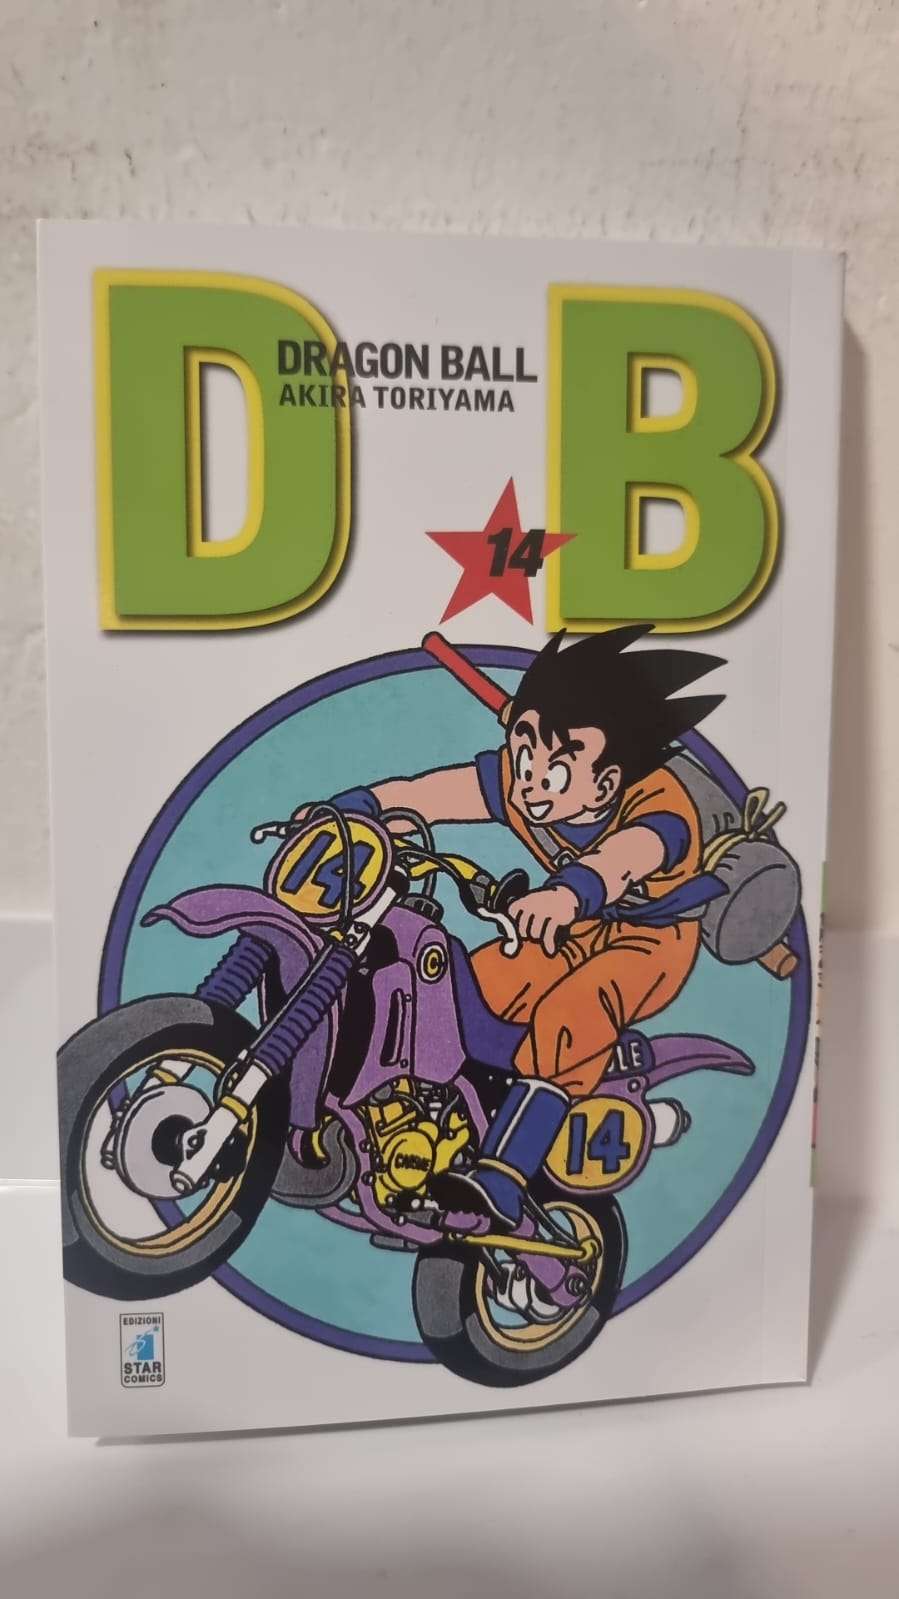 D B
DRAGON BALL
AKIRA TORIYAMA
14
14
C
14
EDIZIONI
STAR
COMICS